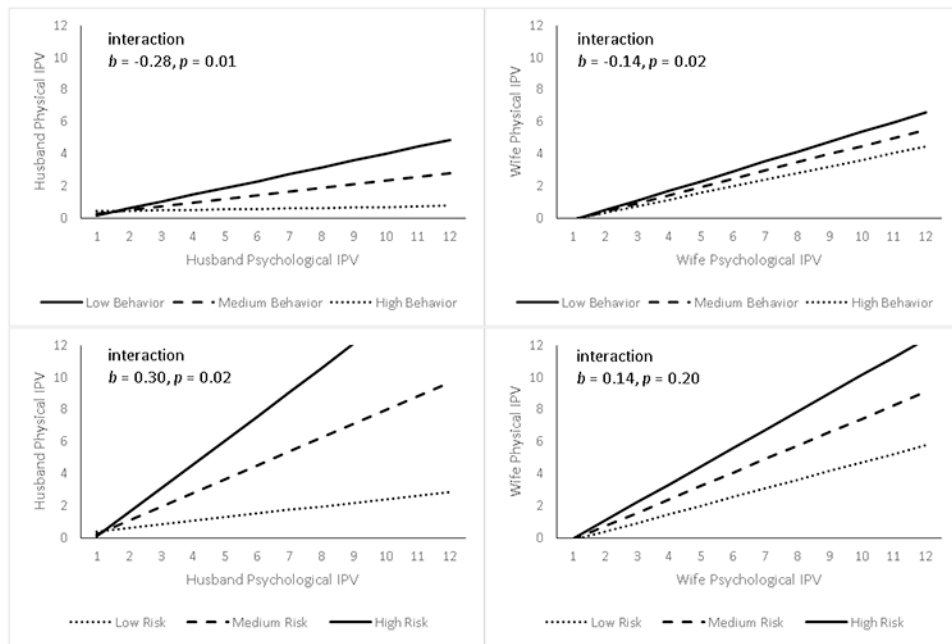 interaction
b = -0.28, p = 0.01
Husband Physical IPV
12
10
8
6
4
2
0
1 2 3 4 5 6 7 8 9 10 11 12
Husband Psychological IPV
Low Behavior Medium Behavior High Behavior
interaction
b = -0.14, p = 0.02
Wife Physical IPV
12
10
8
6
4
2
0
1 2 3 4 5 6 7 8 9 10 11 12
Wife Psychological IPV
Low Behavior Medium Behavior High Behavior
interaction
b = 0.30, p = 0.02
Husband Physical IPV
12
10
8
6
4
2
0
1 2 3 4 5 6 7 8 9 10 11 12
Husband Psychological IPV
Low Risk Medium Risk High Risk
interaction
b = 0.14, p = 0.20
Wife Physical IPV
12
10
8
6
4
2
0
1 2 3 4 5 6 7 8 9 10 11 12
Wife Psychological IPV
Low Risk Medium Risk High Risk